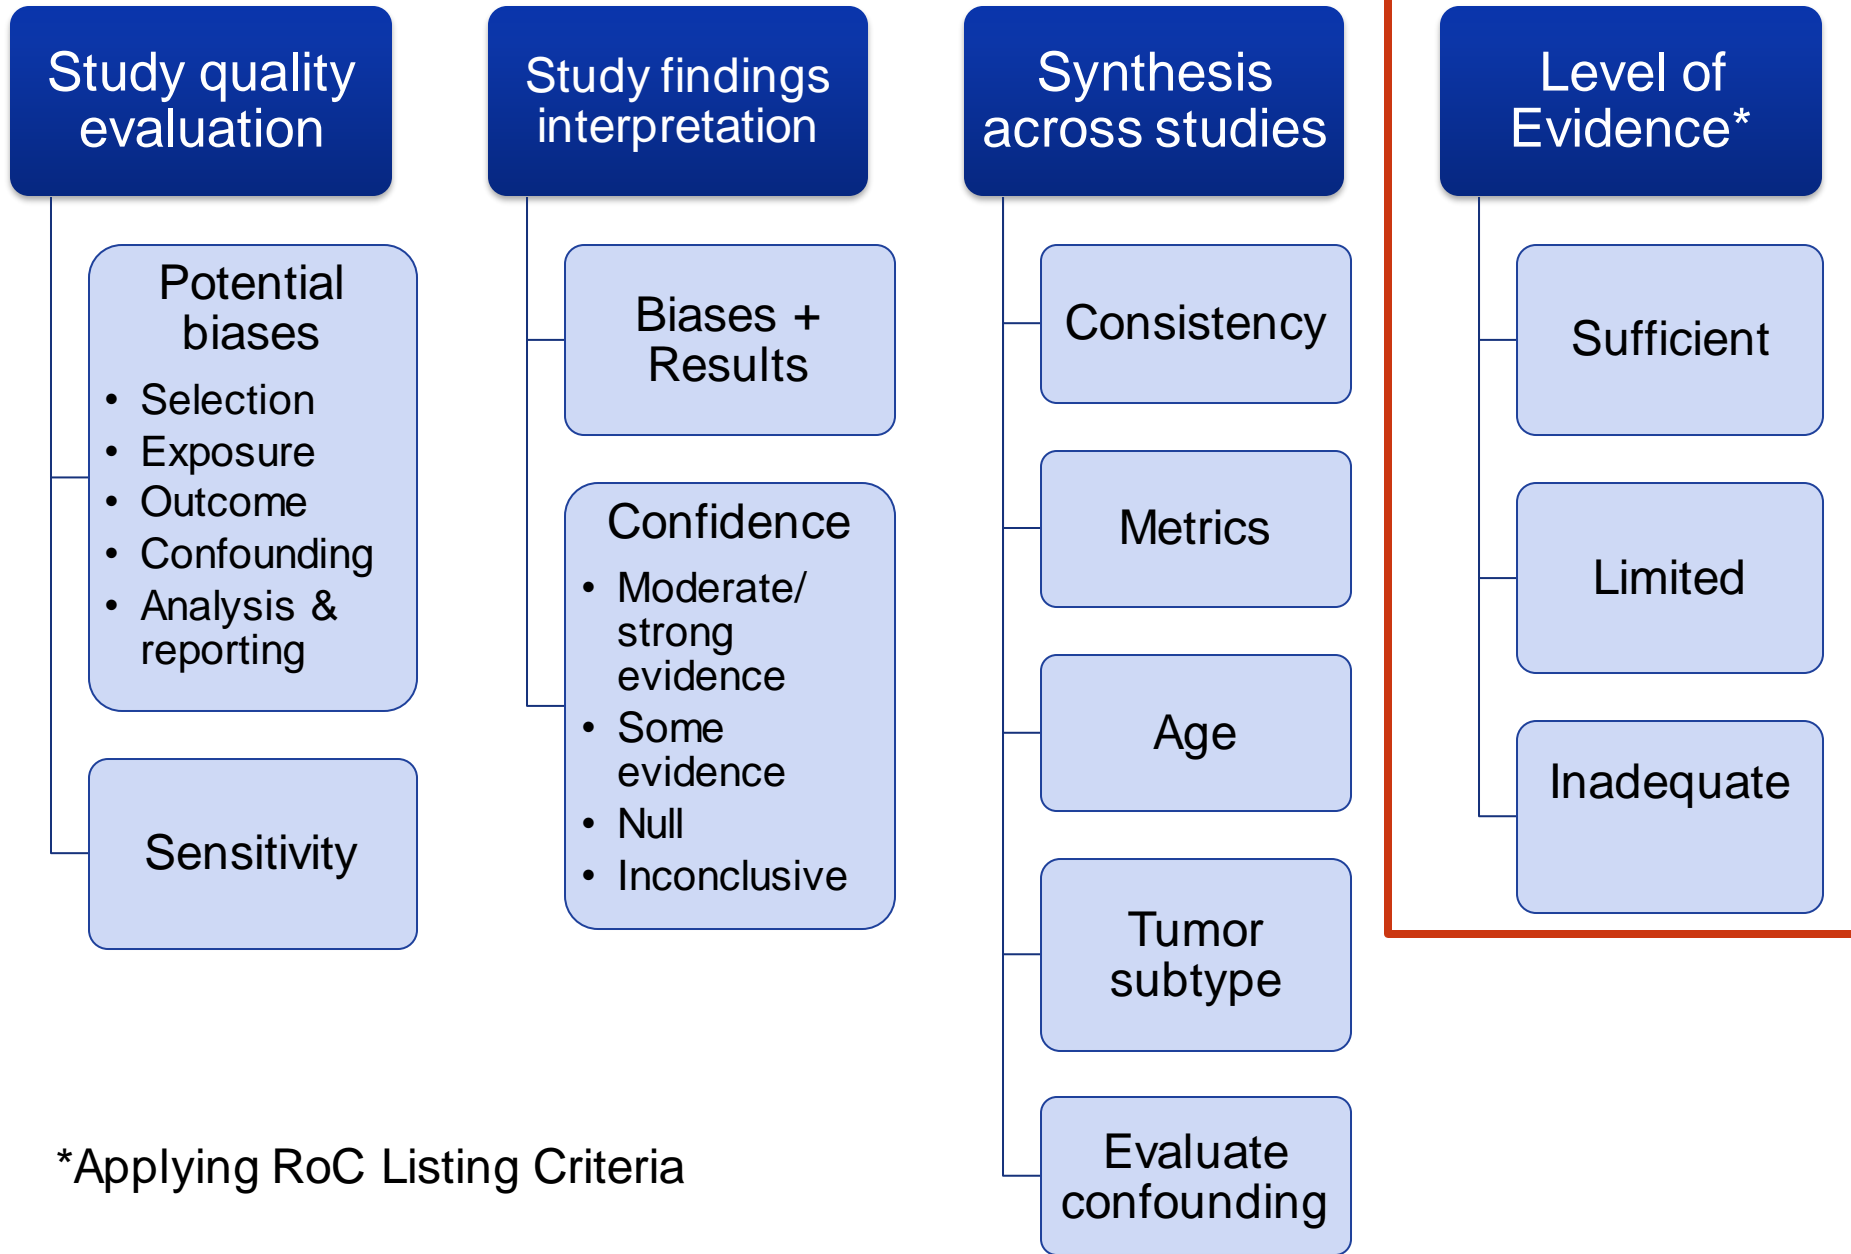 Study quality
evaluation
Potential
biases
• Selection
• Exposure
• Outcome
• Confounding
• Analysis &
reporting
Sensitivity
Study findings
interpretation
Biases +
Results
Confidence
• Moderate/
strong
evidence
• Some
evidence
• Null
• Inconclusive
Synthesis
across studies
Consistency
Metrics
Age
Tumor
subtype
Evaluate
confounding
Level of
Evidence*
Sufficient
Limited
Inadequate
*Applying RoC Listing Criteria